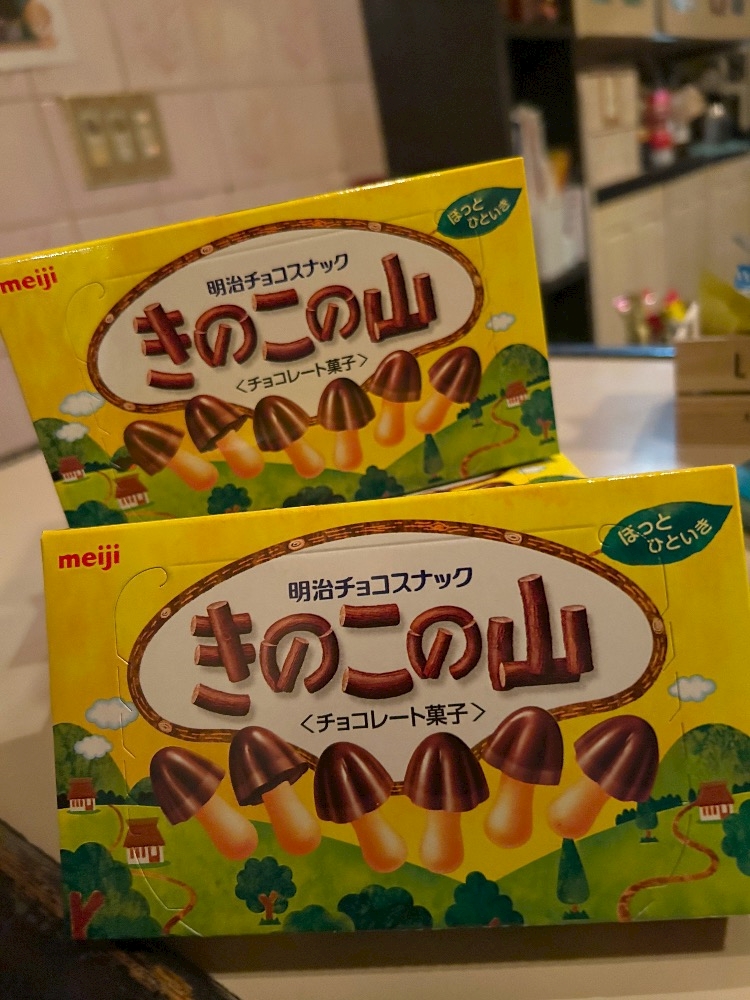 meiji
ほっと
ひといき
明治チョコスナック
きのこの山
〈チョコレート菓子〉
meiji
ほっと
ひといき
明治チョコスナック
きのこの山
〈チョコレート菓子〉